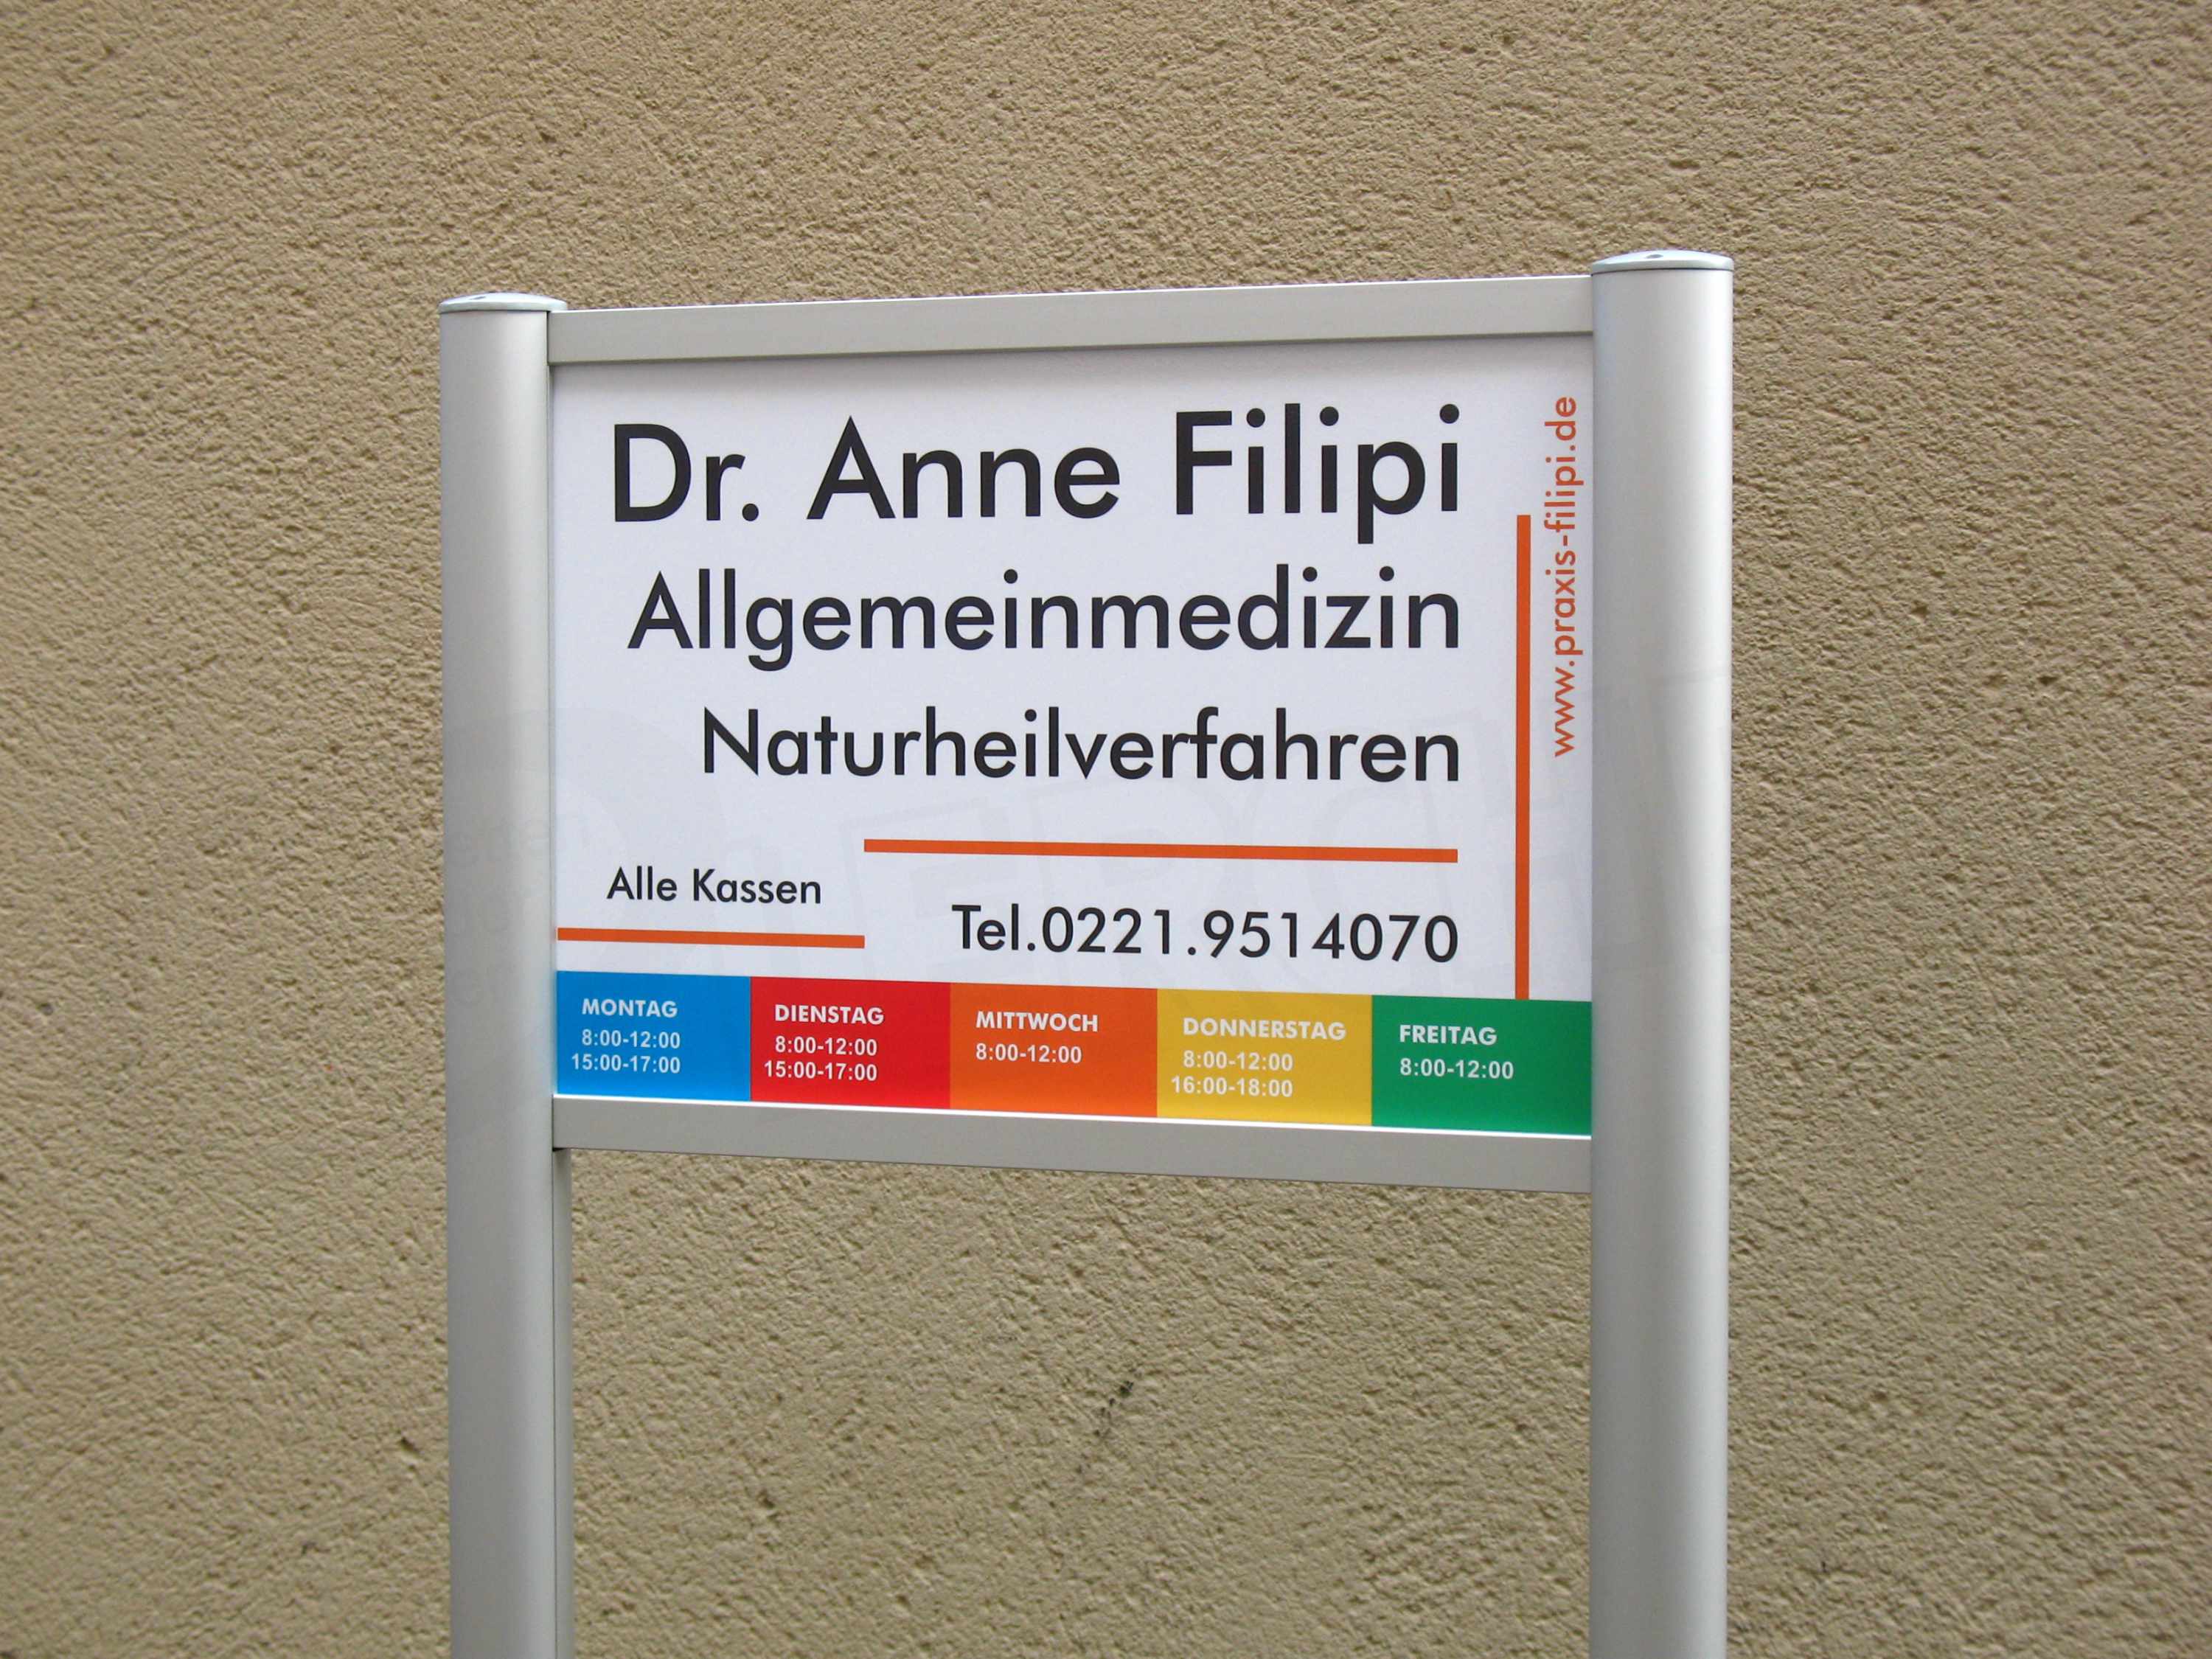 Dr. Anne Filipi
Allgemeinmedizin
Naturheilverfahren
www.praxis-filipi.de
Alle Kassen
Tel.0221.9514070
MONTAG
8:00-12:00
15:00-17:00
DIENSTAG
8:00-12:00
15:00-17:00
MITTWOCH
8:00-12:00
DONNERSTAG
8:00-12:00
16:00-18:00
FREITAG
8:00-12:00